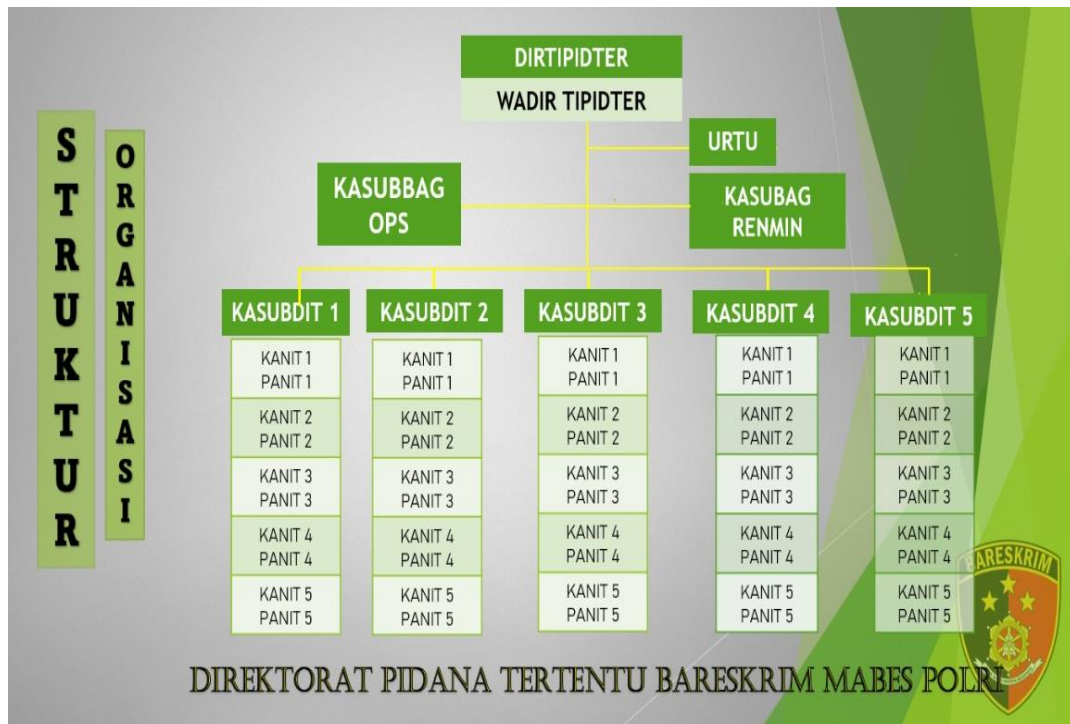 STRUKTUR
ORGANISASI
DIRTIPIDTER
WADIR TIPIDTER
URTU
KASUBBAG
OPS
KASUBAG
RENMIN
KASUBDIT 1
KANIT 1
PANIT 1
KANIT 2
PANIT 2
KANIT 3
PANIT 3
KANIT 4
PANIT 4
KANIT 5
PANIT 5
KASUBDIT 2
KANIT 1
PANIT 1
KANIT 2
PANIT 2
KANIT 3
PANIT 3
KANIT 4
PANIT 4
KANIT 5
PANIT 5
KASUBDIT 3
KANIT 1
PANIT 1
KANIT 2
PANIT 2
KANIT 3
PANIT 3
KANIT 4
PANIT 4
KANIT 5
PANIT 5
KASUBDIT 4
KANIT 1
PANIT 1
KANIT 2
PANIT 2
KANIT 3
PANIT 3
KANIT 4
PANIT 4
KANIT 5
PANIT 5
KASUBDIT 5
KANIT 1
PANIT 1
KANIT 2
PANIT 2
KANIT 3
PANIT 3
KANIT 4
PANIT 4
KANIT 5
PANIT 5
BARESKRIM
DIREKTORAT PIDANA TERTENTU BARESKRIM MABES POLRI